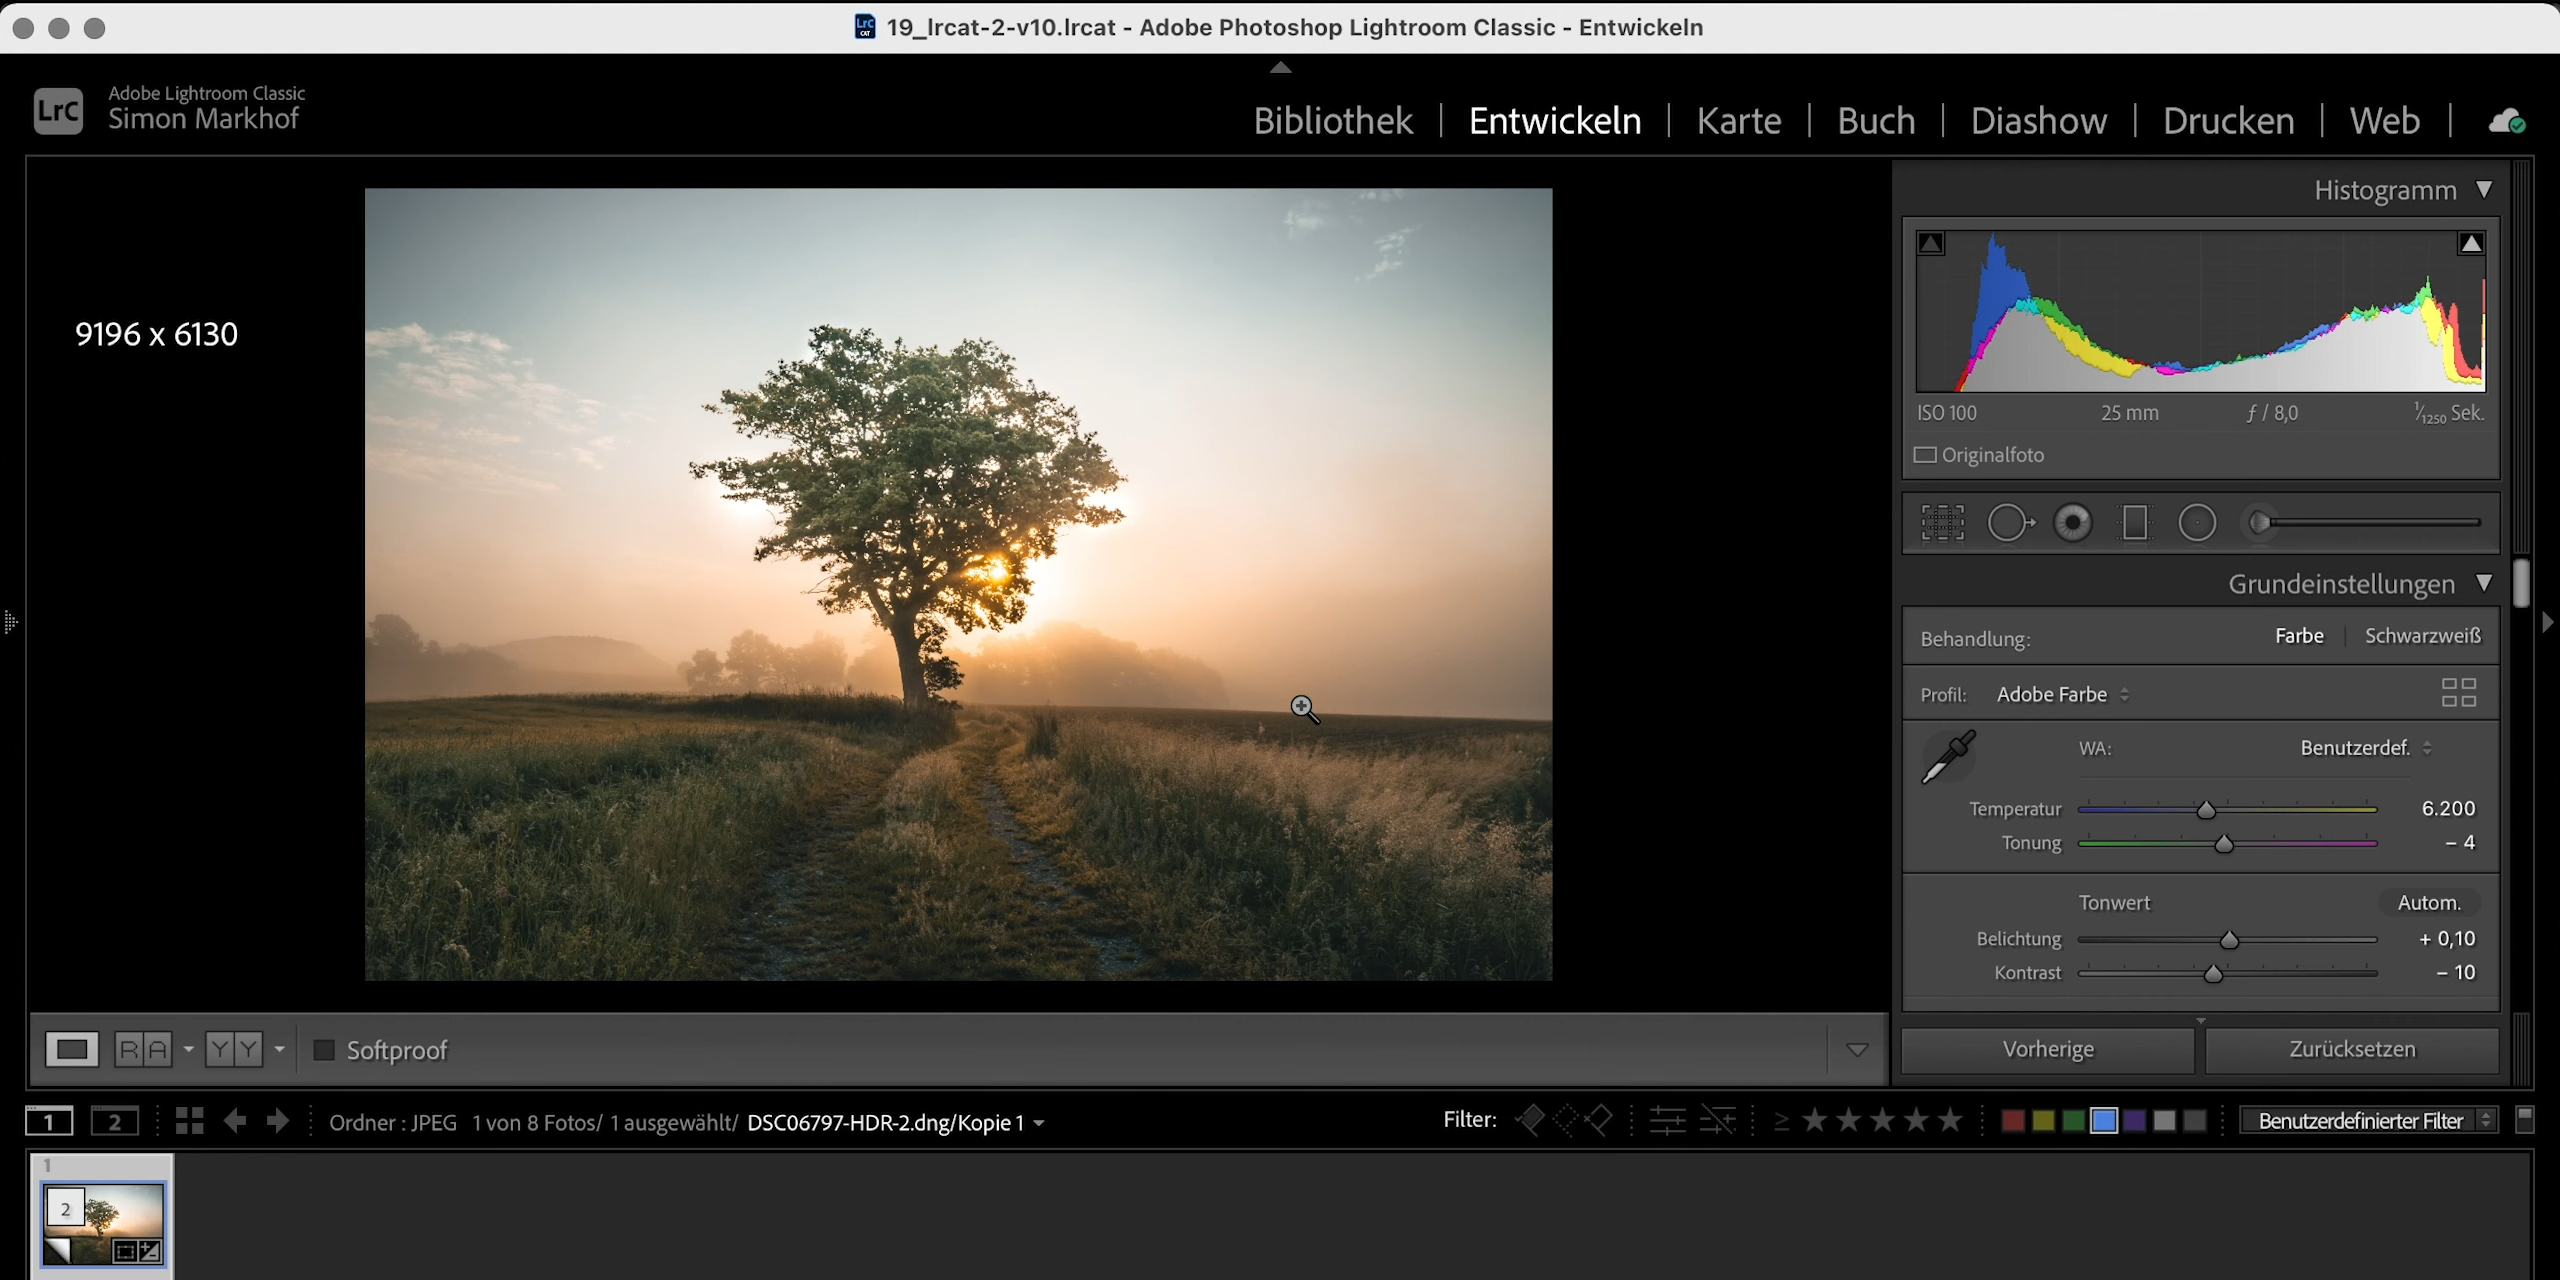 19_lrcat-2-v10.lrcat - Adobe Photoshop Lightroom Classic - Entwickeln
LrC
Adobe Lightroom Classic
Simon Markhof
Bibliothek | Entwickeln | Karte | Buch | Diashow | Drucken | Web |
9196 x 6130
Histogramm
ISO 100 25 mm ƒ / 8,0 1/1250 Sek.
Originalfoto
Grundeinstellungen
Behandlung: Farbe | Schwarzweiß
Profil: Adobe Farbe
WA: Benutzerdef.
Temperatur 6.200
Tonung – 4
Tonwert Autom.
Belichtung + 0,10
Kontrast – 10
Vorherige Zurücksetzen
R A Y Y Softproof
1 2 Ordner : JPEG 1 von 8 Fotos/ 1 ausgewählt/ DSC06797-HDR-2.dng/Kopie 1 Filter: ≥ ★★★★★ Benutzerdefinierter Filter
1
2